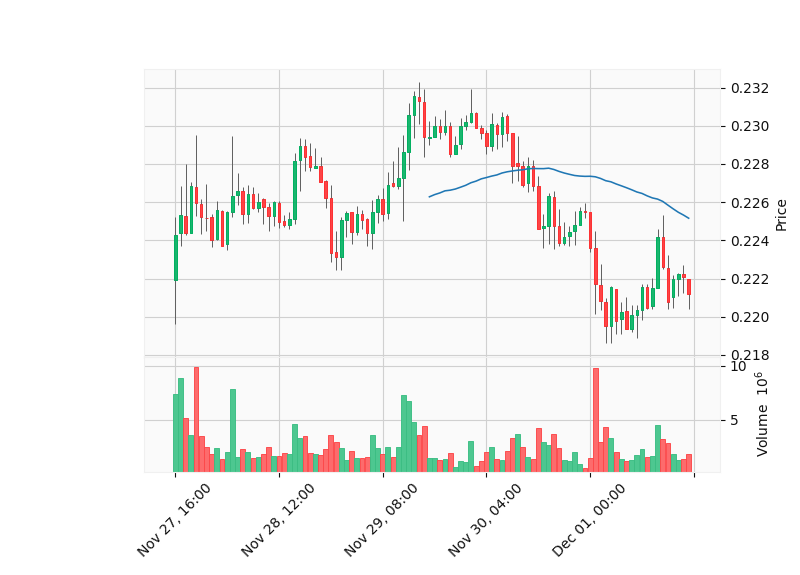 0.232
0.230
0.228
0.226
0.224
0.222
0.220
0.218
Price
10
5
Volume 10^6
Nov 27, 16:00
Nov 28, 12:00
Nov 29, 08:00
Nov 30, 04:00
Dec 01, 00:00